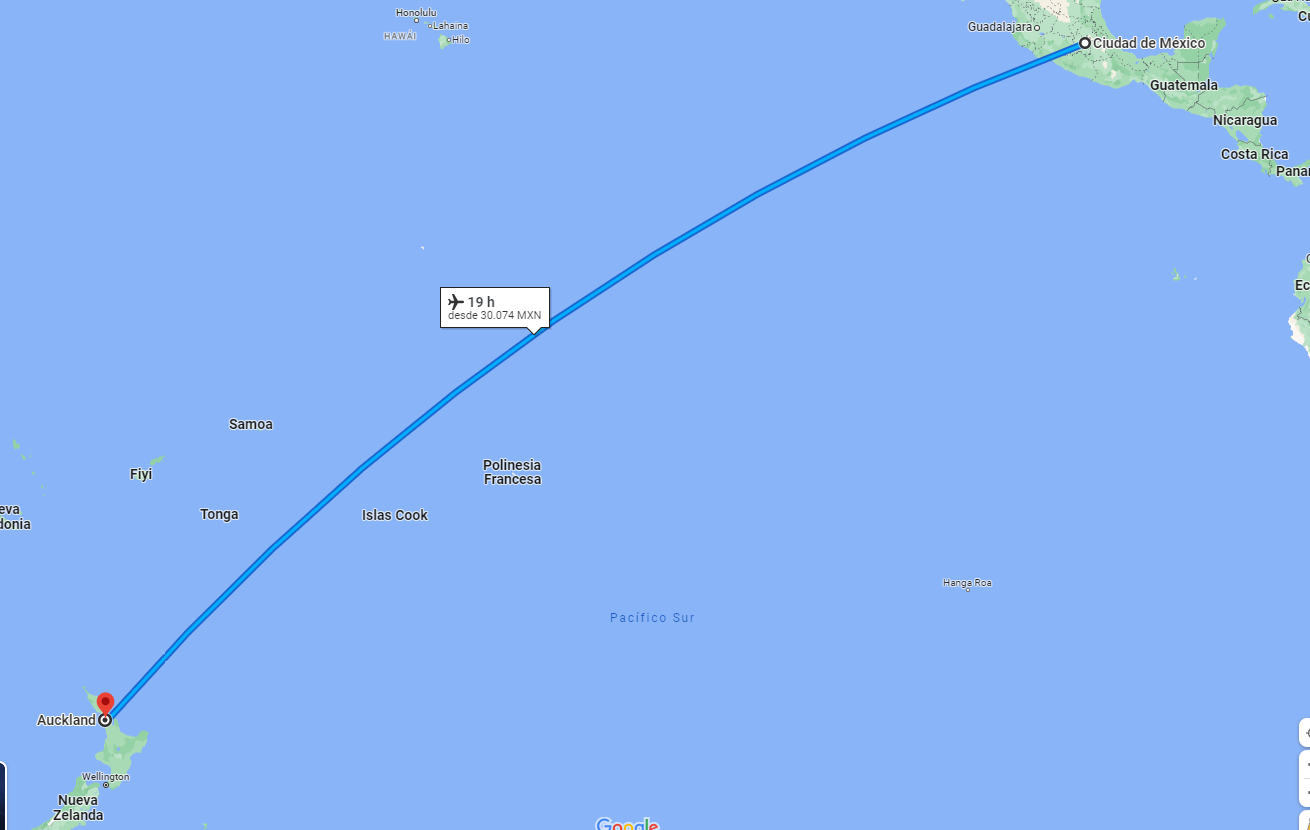 Honolulu
Lahaina
HAWÁI
Hilo
Guadalajara
Ciudad de México
Guatemala
Nicaragua
Costa Rica
Panar
Ec
19 h
desde 30.074 MXN
Samoa
Fiyi
Polinesia
Francesa
Tonga
Islas Cook
eva
donia
Hanga Roa
Pacífico Sur
Auckland
Wellington
Nueva
Zelanda
Google